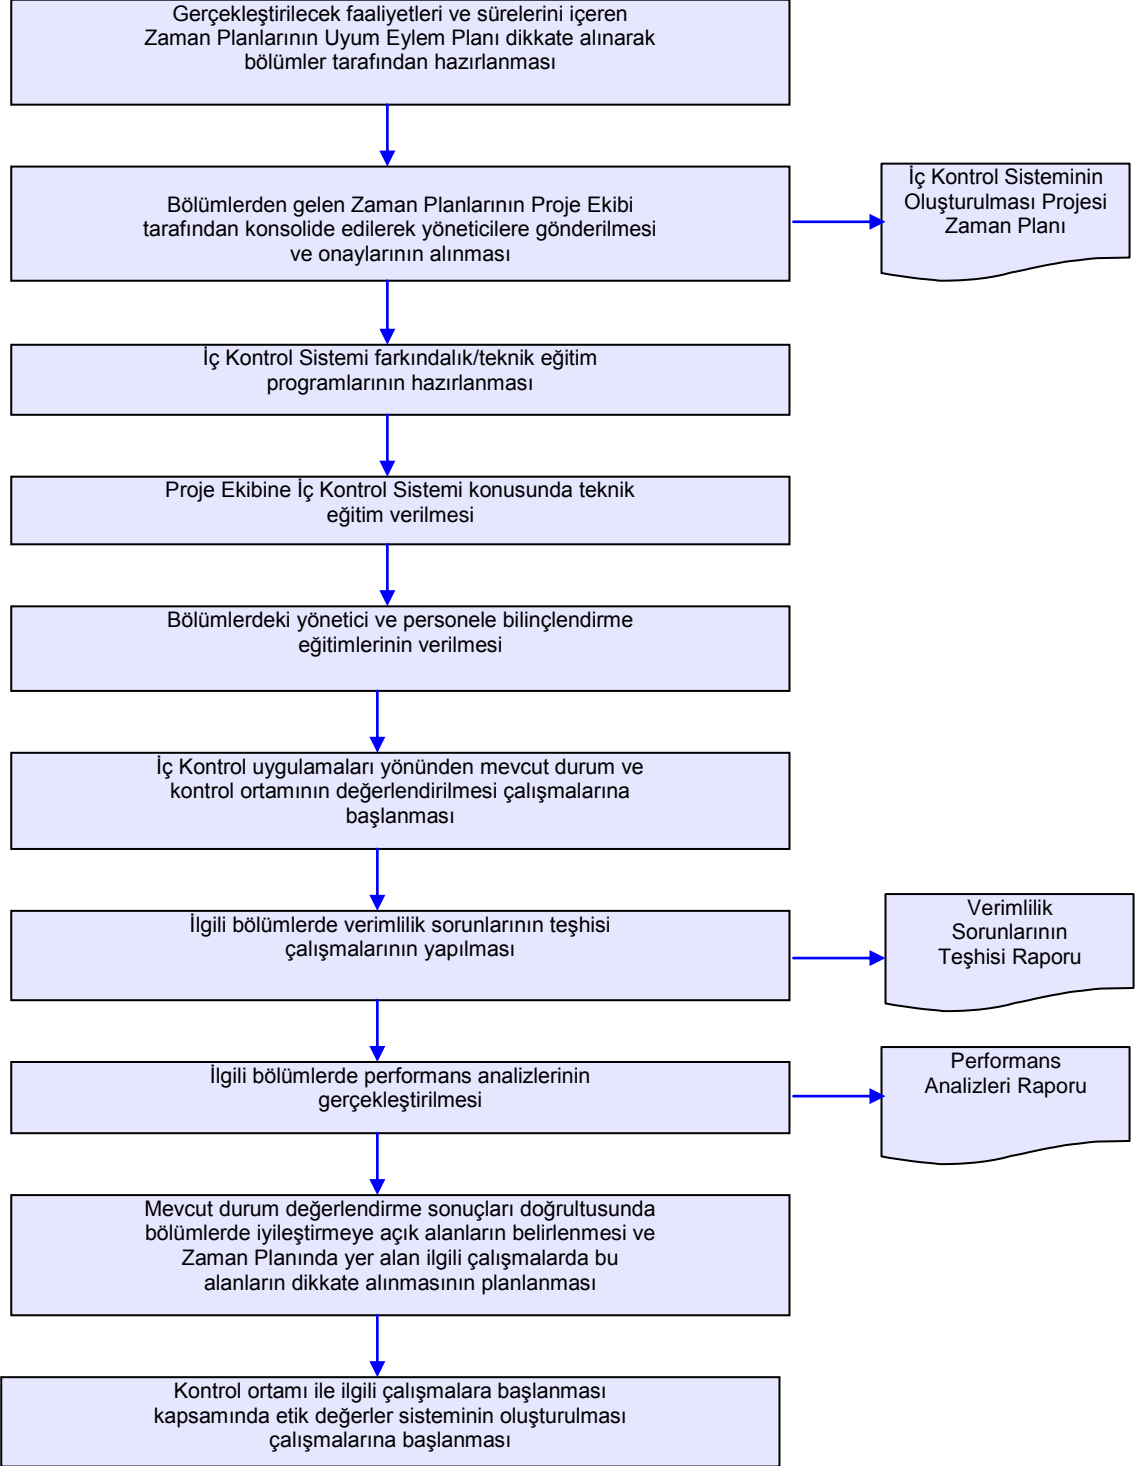 Gerçekleştirilecek faaliyetleri ve sürelerini içeren
Zaman Planlarının Uyum Eylem Planı dikkate alınarak
bölümler tarafından hazırlanması
Bölümlerden gelen Zaman Planlarının Proje Ekibi
tarafından konsolide edilerek yöneticilere gönderilmesi
ve onaylarının alınması
İç Kontrol Sisteminin
Oluşturulması Projesi
Zaman Planı
İç Kontrol Sistemi farkındalık/teknik eğitim
programlarının hazırlanması
Proje Ekibine İç Kontrol Sistemi konusunda teknik
eğitim verilmesi
Bölümlerdeki yönetici ve personele bilinçlendirme
eğitimlerinin verilmesi
İç Kontrol uygulamaları yönünden mevcut durum ve
kontrol ortamının değerlendirilmesi çalışmalarına
başlanması
İlgili bölümlerde verimlilik sorunlarının teşhisi
çalışmalarının yapılması
Verimlilik
Sorunlarının
Teşhisi Raporu
İlgili bölümlerde performans analizlerinin
gerçekleştirilmesi
Performans
Analizleri Raporu
Mevcut durum değerlendirme sonuçları doğrultusunda
bölümlerde iyileştirmeye açık alanların belirlenmesi ve
Zaman Planında yer alan ilgili çalışmalarda bu
alanların dikkate alınmasının planlanması
Kontrol ortamı ile ilgili çalışmalara başlanması
kapsamında etik değerler sisteminin oluşturulması
çalışmalarına başlanması